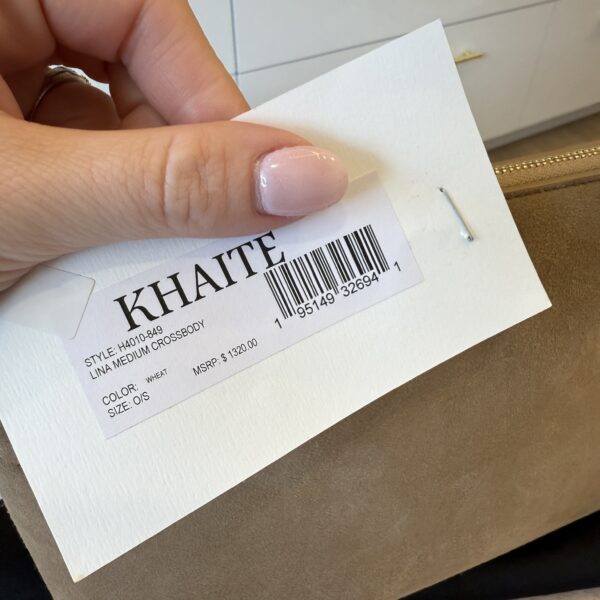 KHAITE
STYLE: H4010-849
LINA MEDIUM CROSSBODY
COLOR: WHEAT MSRP: $ 1320.00
SIZE: O/S
1 95149 32694 1